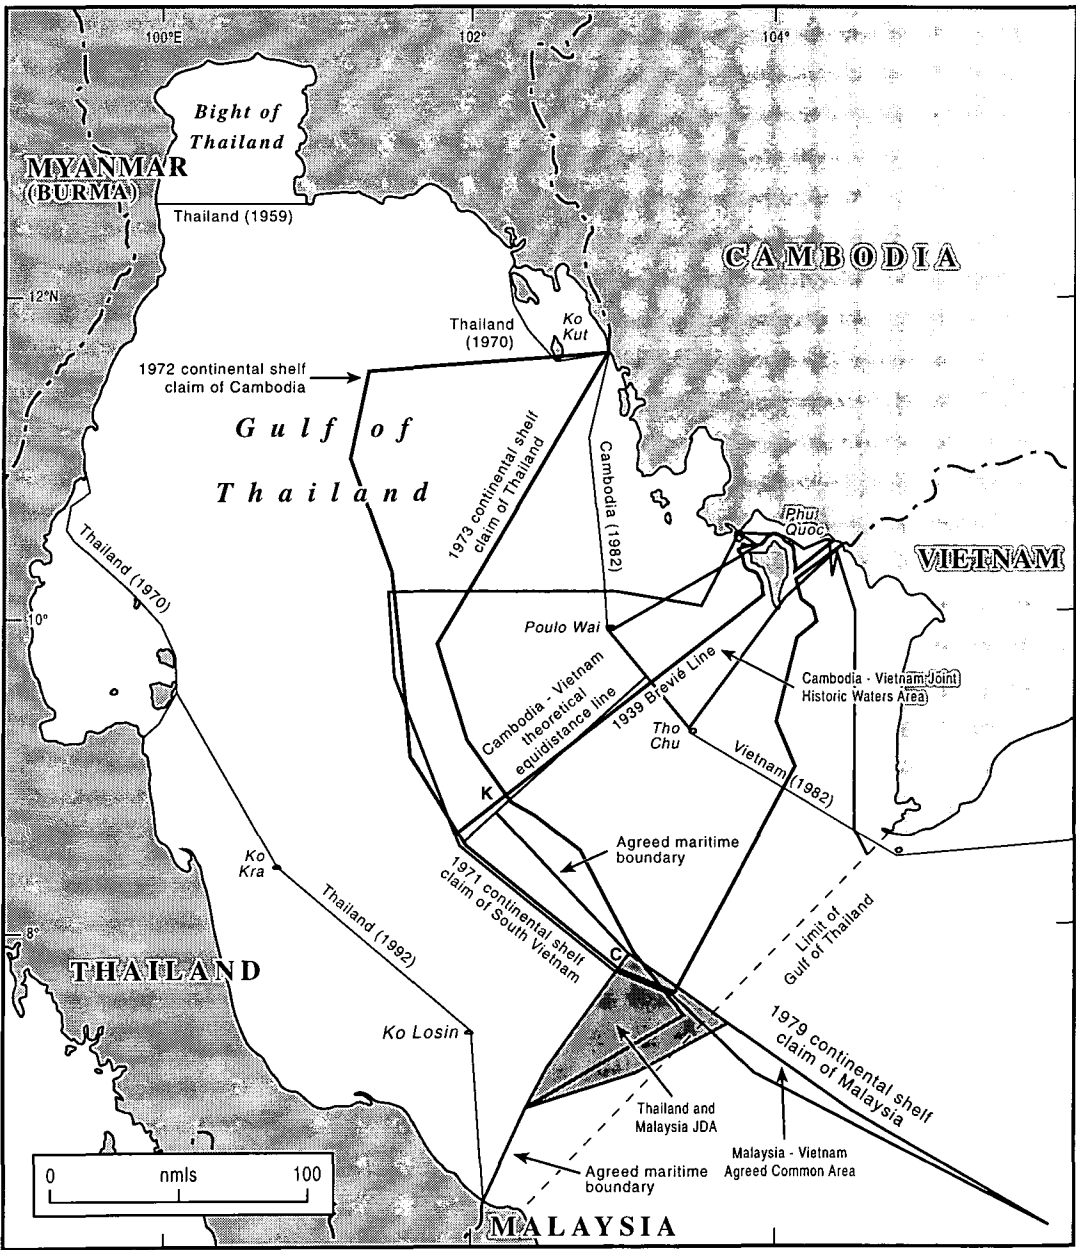 100°E
102°
104°
Bight of
Thailand
MYANMAR
(BURMA)
Thailand (1959)
CAMBODIA
12°N
Thailand
(1970)
Ko
Kut
1972 continental shelf
claim of Cambodia
Gulf of
Thailand
1973 continental shelf
claim of Thailand
Cambodia (1982)
Phu
Quoc
VIETNAM
Thailand (1970)
10°
Poulo Wai
Cambodia - Vietnam
theoretical
equidistance line
1939 Brevié Line
Cambodia - Vietnam Joint
Historic Waters Area
Tho
Chu
Vietnam (1982)
K
Agreed maritime
boundary
Ko
Kra
1971 continental shelf
claim of South Vietnam
Thailand (1992)
Limit of
Gulf of Thailand
8°
C
THAILAND
Ko Losin
1979 continental shelf
claim of Malaysia
Thailand and
Malaysia JDA
Malaysia - Vietnam
Agreed Common Area
Agreed maritime
boundary
0 nmls 100
MALAYSIA